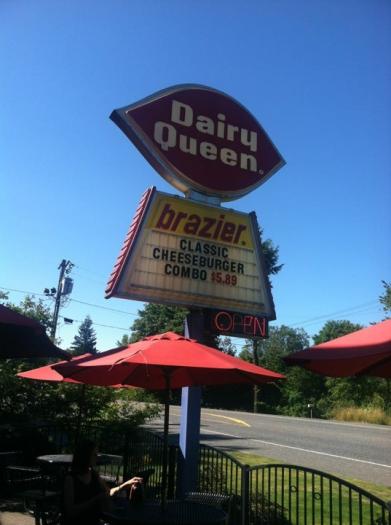 Dairy
Queen
brazier.
CLASSIC
CHEESEBURGER
COMBO $5.89
OPEN